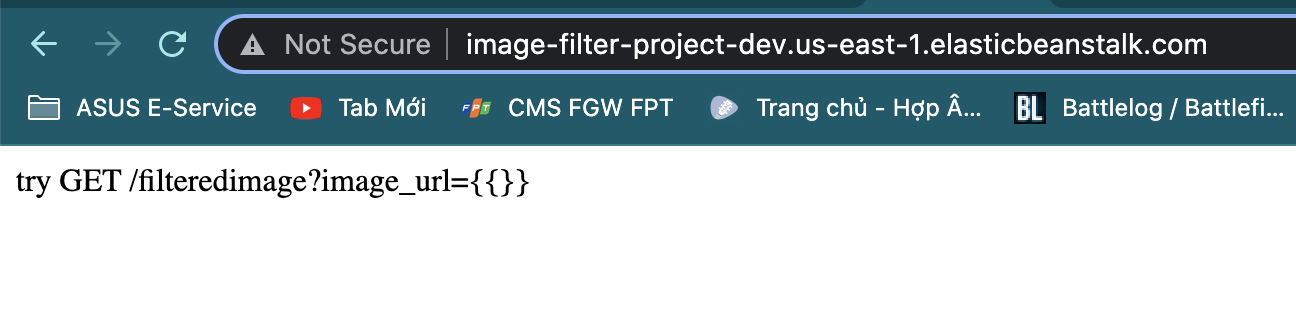 Not Secure image-filter-project-dev.us-east-1.elasticbeanstalk.com
ASUS E-Service Tab Mới FPT CMS FGW FPT Trang chủ - Hợp Â... BL Battlelog / Battlefi...
try GET /filteredimage?image_url={{}}